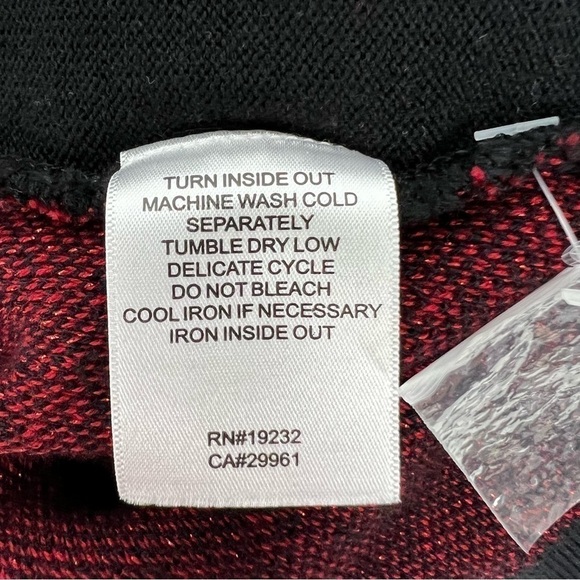 TURN INSIDE OUT
MACHINE WASH COLD
SEPARATELY
TUMBLE DRY LOW
DELICATE CYCLE
DO NOT BLEACH
COOL IRON IF NECESSARY
IRON INSIDE OUT
RN#19232
CA#29961